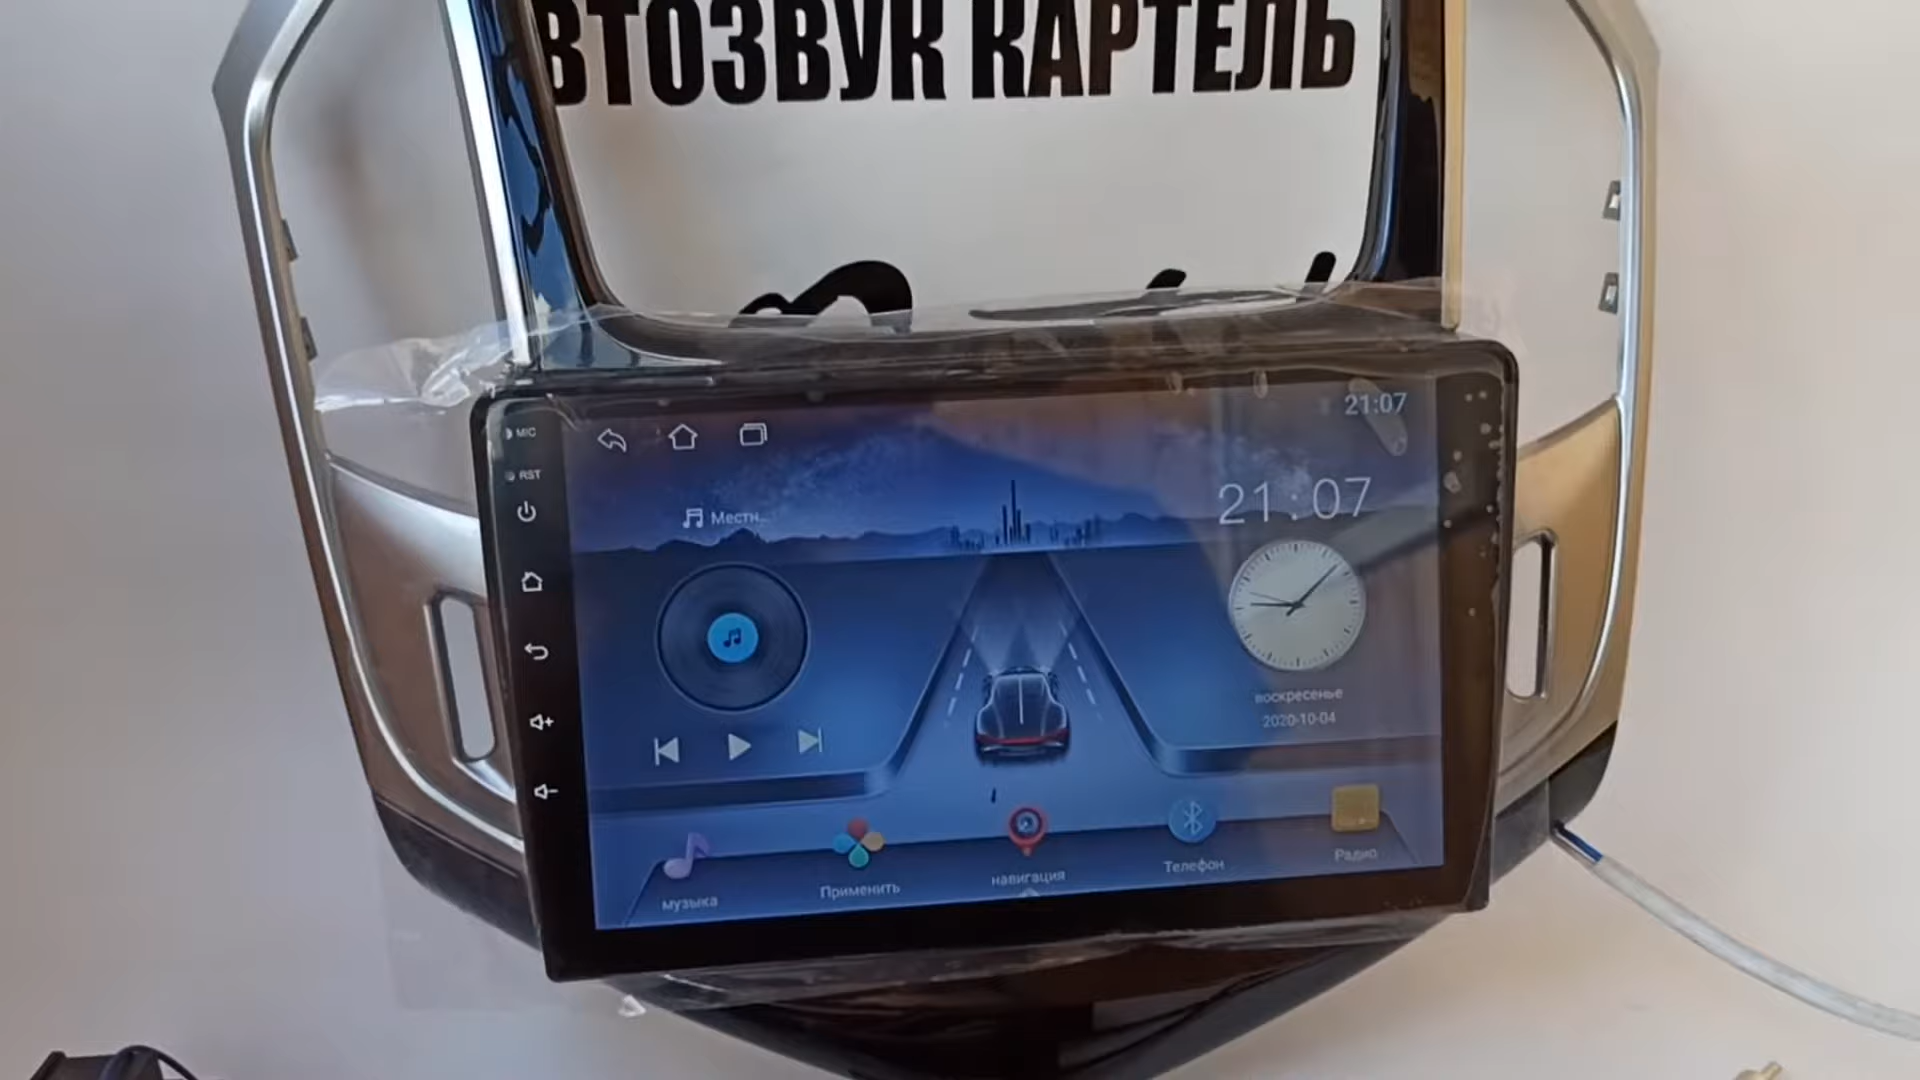 ВТОЗВУК КАРТЕЛЬ
MIC
21:07
RST
21:07
Местн...
воскресенье
2020-10-04
музыка
Применить
навигация
Телефон
Радио